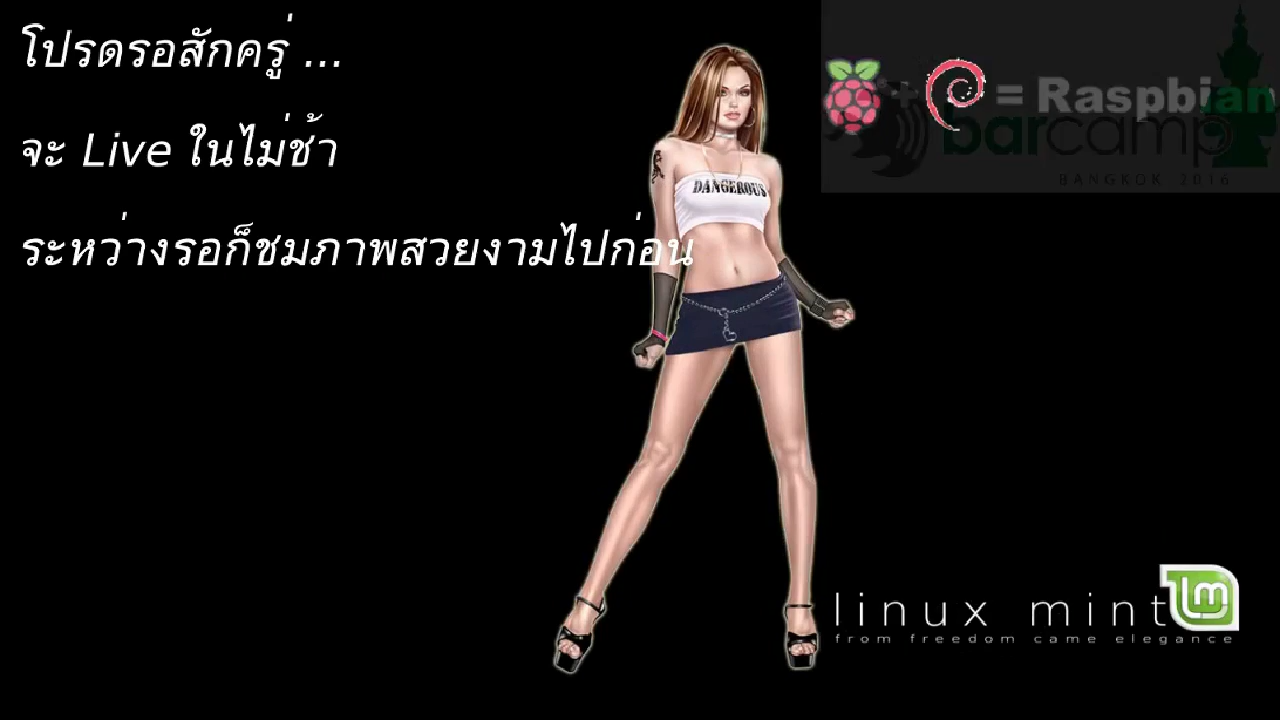 โปรดรอสักครู่ ...
จะ Live ในไม่ช้า
ระหว่างรอก็ชมภาพสวยงามไปก่อน
DANGEROUS
+ = Raspbian
barcamp
BANGKOK 2016
linux mint
from freedom came elegance